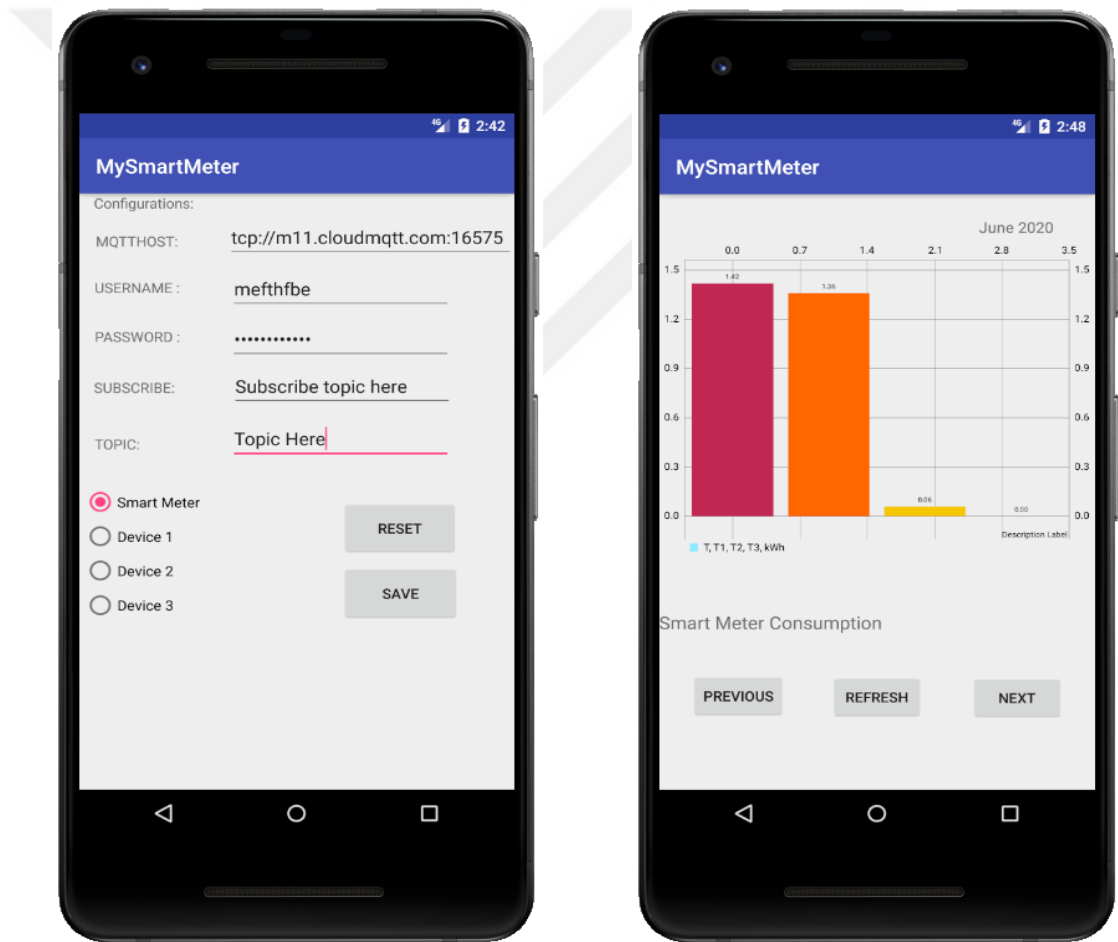 2:42
MySmartMeter
Configurations:
MQTTHOST: tcp://m11.cloudmqtt.com:16575
USERNAME : mefthfbe
PASSWORD : ••••••••••••
SUBSCRIBE: Subscribe topic here
TOPIC: Topic Here
Smart Meter
Device 1
Device 2
Device 3
RESET
SAVE
4G 2:48
MySmartMeter
June 2020
0.0 0.7 1.4 2.1 2.8 3.5
1.5 1.5
1.42
1.36
1.2 1.2
0.9 0.9
0.6 0.6
0.3 0.3
0.06
0.00
0.0 0.0
Description Label
T, T1, T2, T3, kWh
Smart Meter Consumption
PREVIOUS REFRESH NEXT